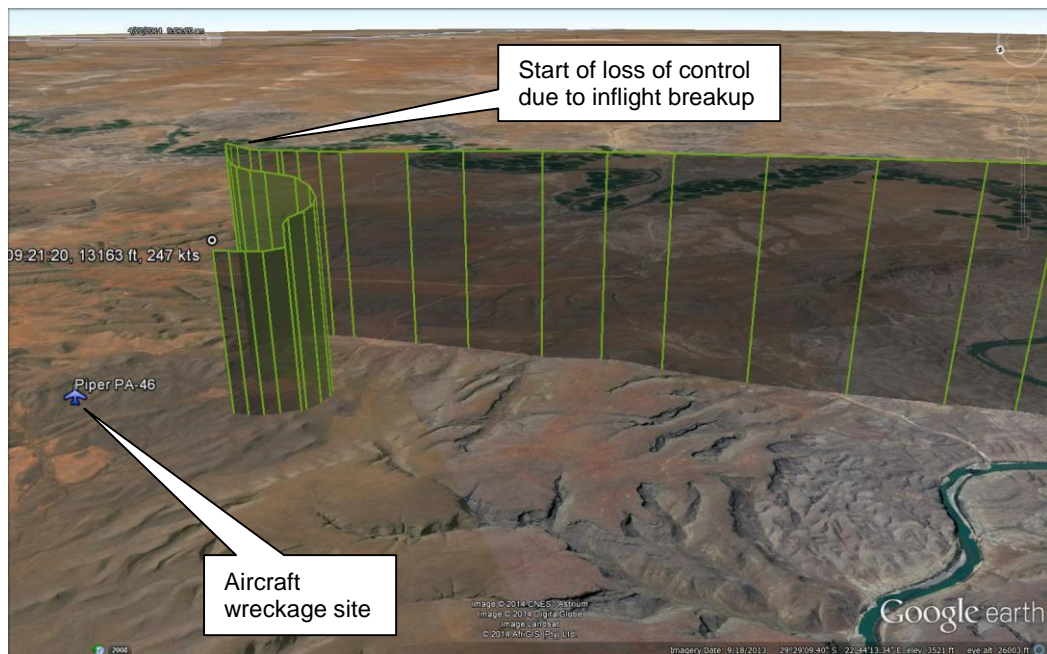 Start of loss of control
due to inflight breakup
09:21:20, 13163 ft, 247 kts
Piper PA-46
Aircraft
wreckage site
Image © 2014 CNES / Astrium
Image © 2014 DigitalGlobe
Image Landsat
© 2014 AfriGIS (Pty) Ltd.
Google earth
2008
Imagery Date: 9/18/2013 29°29'09.40" S 22°44'13.34" E elev 3521 ft eye alt 26003 ft